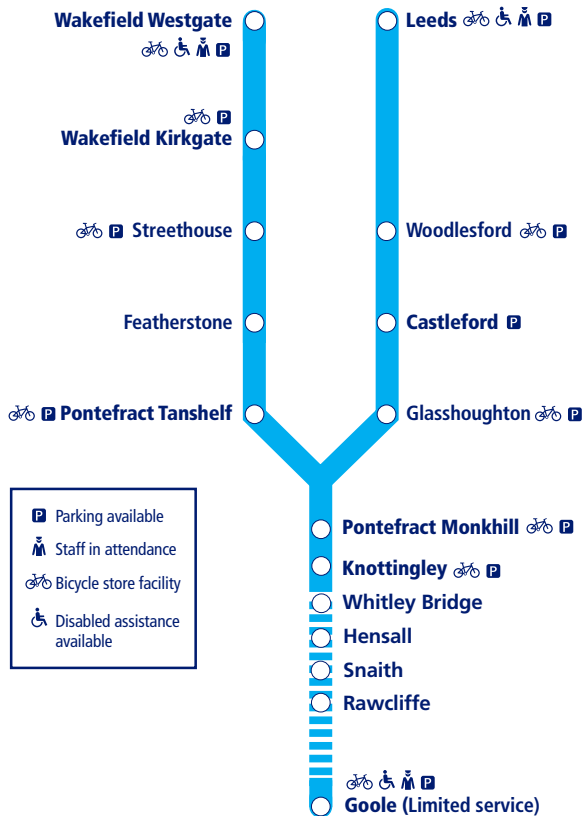 Wakefield Westgate
P
P
Wakefield Kirkgate
P Streethouse
Featherstone
P Pontefract Tanshelf
Leeds P
Woodlesford P
Castleford P
Glasshoughton P
Pontefract Monkhill P
Knottingley P
Whitley Bridge
Hensall
Snaith
Rawcliffe
P
Goole (Limited service)
P Parking available
Staff in attendance
Bicycle store facility
Disabled assistance
available